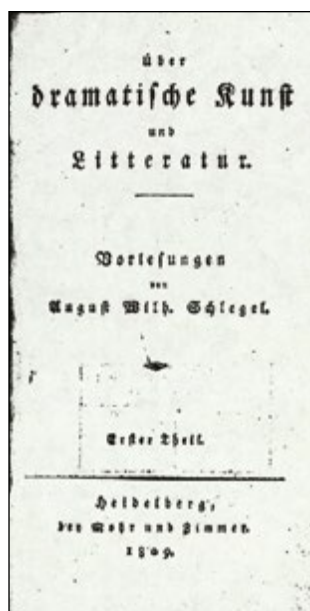 über
dramatische Kunst
und
Litteratur.
Vorlesungen
von
August Wilh. Schlegel.
Erster Theil.
Heidelberg,
bey Mohr und Zimmer.
1809.